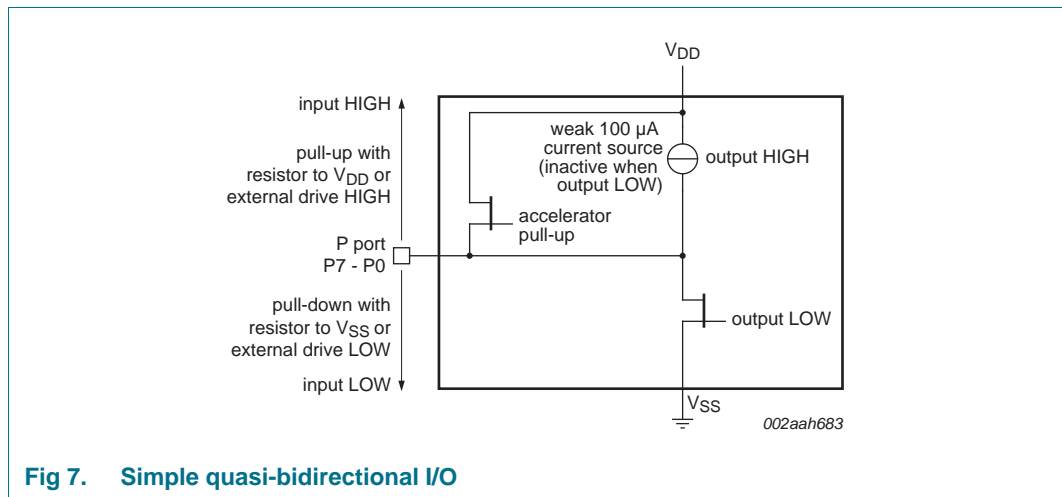 VDD
input HIGH
weak 100 µA
current source
(inactive when
output LOW)
output HIGH
pull-up with
resistor to VDD or
external drive HIGH
accelerator
pull-up
P port
P7 - P0
pull-down with
resistor to VSS or
external drive LOW
output LOW
input LOW
VSS
002aah683
Fig 7. Simple quasi-bidirectional I/O